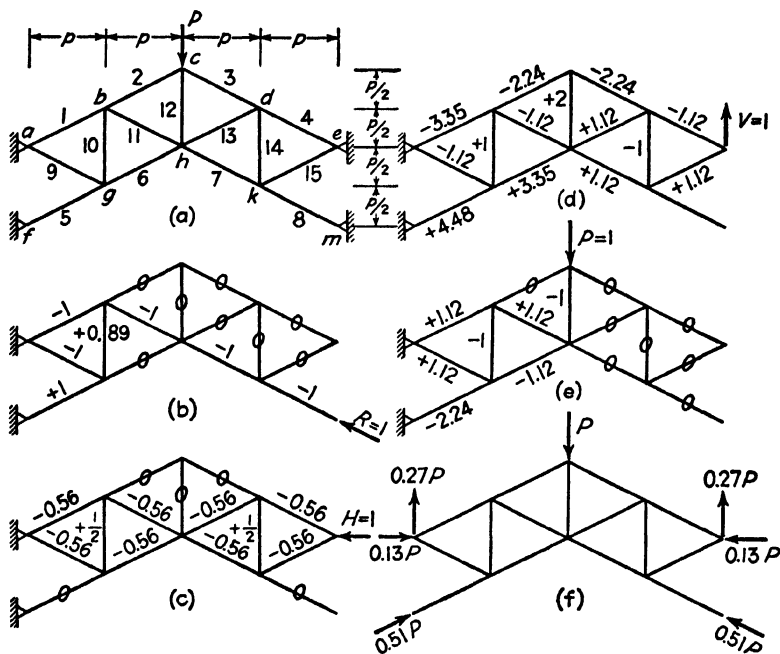 P
p p p p
c
2 3
b d
1 12 4
a 10 11 13 14 e
9 h 15
6 7
g k
5 8
f m
(a)
p/2
p/2
p/2
p/2
-2.24 -2.24
-3.35 +2 -1.12
-1.12 +1.12 V=1
+1 -1
-1.12 +1.12
+3.35 +1.12
+4.48
(d)
0 0
-1 -1 0 0
+0.89 0 0
-1 -1 0
0 -1
+1
R=1
(b)
P=1
0 0
+1.12 -1 0
+1.12 0 0
-1 0
+1.12 0
-1.12 0
-2.24
(e)
0 0
-0.56 0 -0.56
-0.56 -0.56 H=1
+1/2 +1/2
-0.56 -0.56 -0.56 -0.56
0 0
(c)
P
0.27P 0.27P
0.13P 0.13P
0.51P 0.51P
(f)